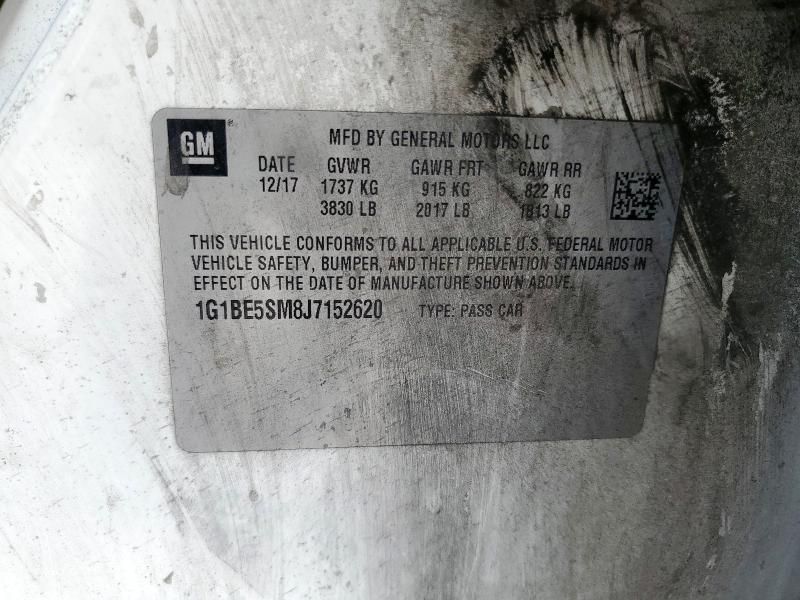 GM®
MFD BY GENERAL MOTORS LLC
DATE GVWR GAWR FRT GAWR RR
12/17 1737 KG 915 KG 822 KG
3830 LB 2017 LB 1813 LB
THIS VEHICLE CONFORMS TO ALL APPLICABLE U.S. FEDERAL MOTOR
VEHICLE SAFETY, BUMPER, AND THEFT PREVENTION STANDARDS IN
EFFECT ON THE DATE OF MANUFACTURE SHOWN ABOVE.
1G1BE5SM8J7152620 TYPE: PASS CAR